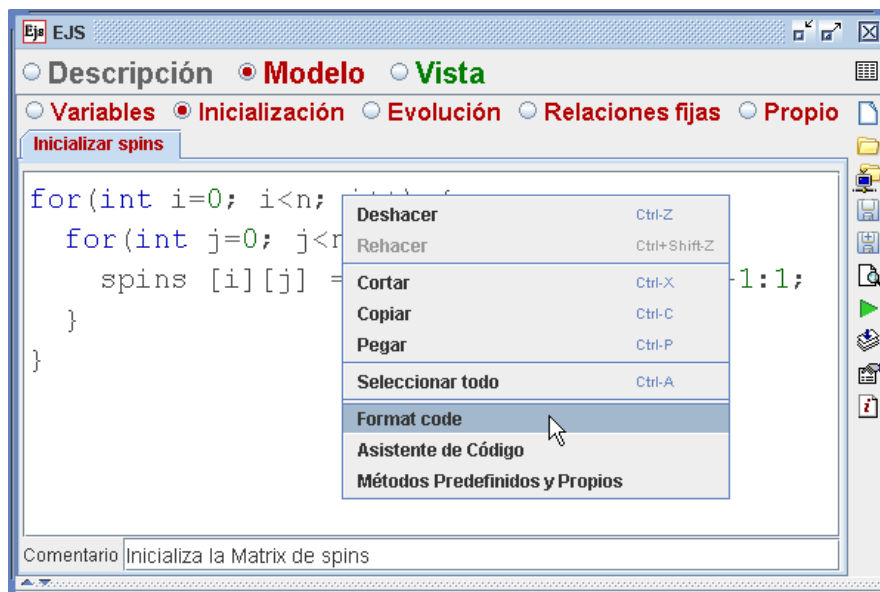 Ejs EJS
Descripción Modelo Vista
Variables Inicialización Evolución Relaciones fijas Propio
Inicializar spins
for(int i=0; i<n;
for(int j=0; j<n
spins [i][j] = -1:1;
}
}
Deshacer Ctrl-Z
Rehacer Ctrl+Shift-Z
Cortar Ctrl-X
Copiar Ctrl-C
Pegar Ctrl-P
Seleccionar todo Ctrl-A
Format code
Asistente de Código
Métodos Predefinidos y Propios
Comentario Inicializa la Matrix de spins